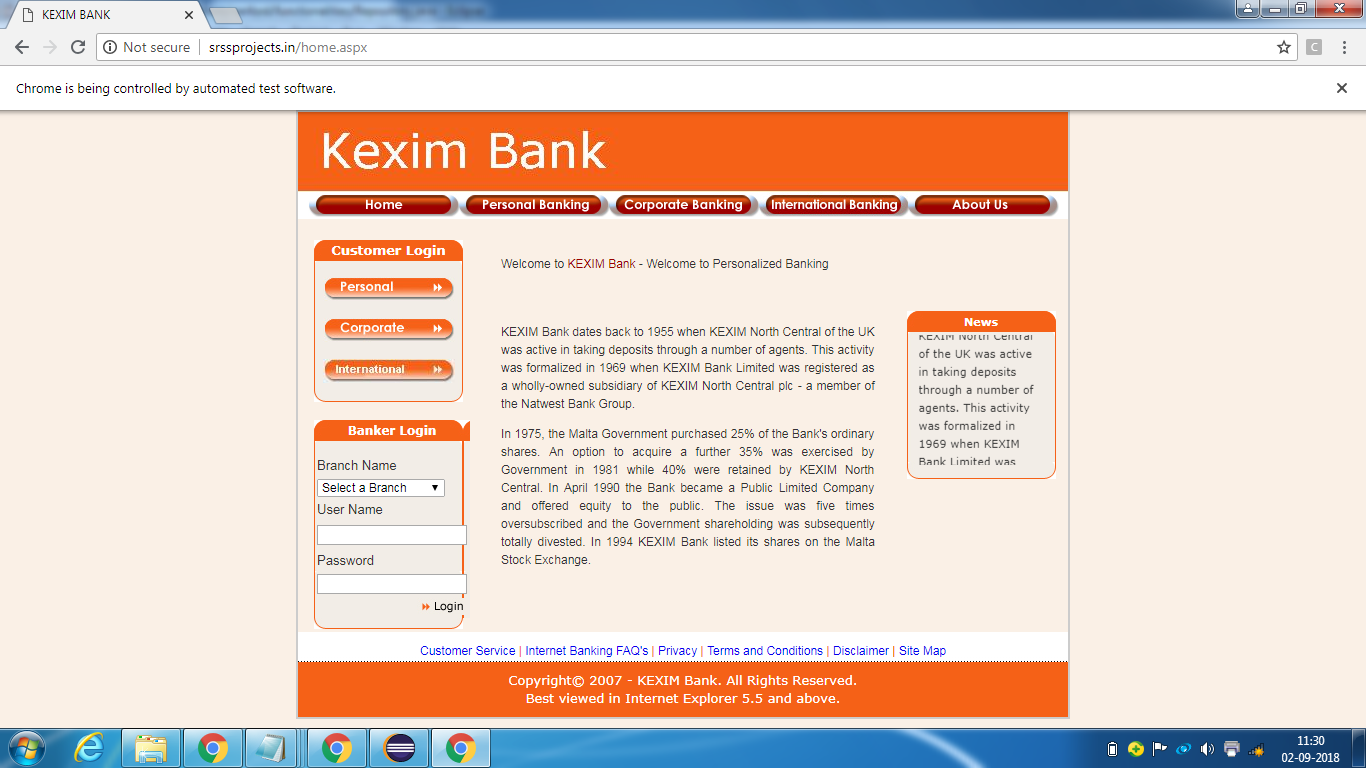 KEXIM BANK
Not secure
srssprojects.in/home.aspx
C
Chrome is being controlled by automated test software.
Kexim Bank
Home
Personal Banking
Corporate Banking
International Banking
About Us
Customer Login
Personal
Corporate
International
Banker Login
Branch Name
Select a Branch
User Name
Password
Login
Welcome to KEXIM Bank - Welcome to Personalized Banking
KEXIM Bank dates back to 1955 when KEXIM North Central of the UK
was active in taking deposits through a number of agents. This activity
was formalized in 1969 when KEXIM Bank Limited was registered as
a wholly-owned subsidiary of KEXIM North Central plc - a member of
the Natwest Bank Group.
In 1975, the Malta Government purchased 25% of the Bank's ordinary
shares. An option to acquire a further 35% was exercised by
Government in 1981 while 40% were retained by KEXIM North
Central. In April 1990 the Bank became a Public Limited Company
and offered equity to the public. The issue was five times
oversubscribed and the Government shareholding was subsequently
totally divested. In 1994 KEXIM Bank listed its shares on the Malta
Stock Exchange.
News
KEXIM North Central
of the UK was active
in taking deposits
through a number of
agents. This activity
was formalized in
1969 when KEXIM
Bank Limited was
Customer Service | Internet Banking FAQ's | Privacy | Terms and Conditions | Disclaimer | Site Map
Copyright© 2007 - KEXIM Bank. All Rights Reserved.
Best viewed in Internet Explorer 5.5 and above.
11:30
02-09-2018